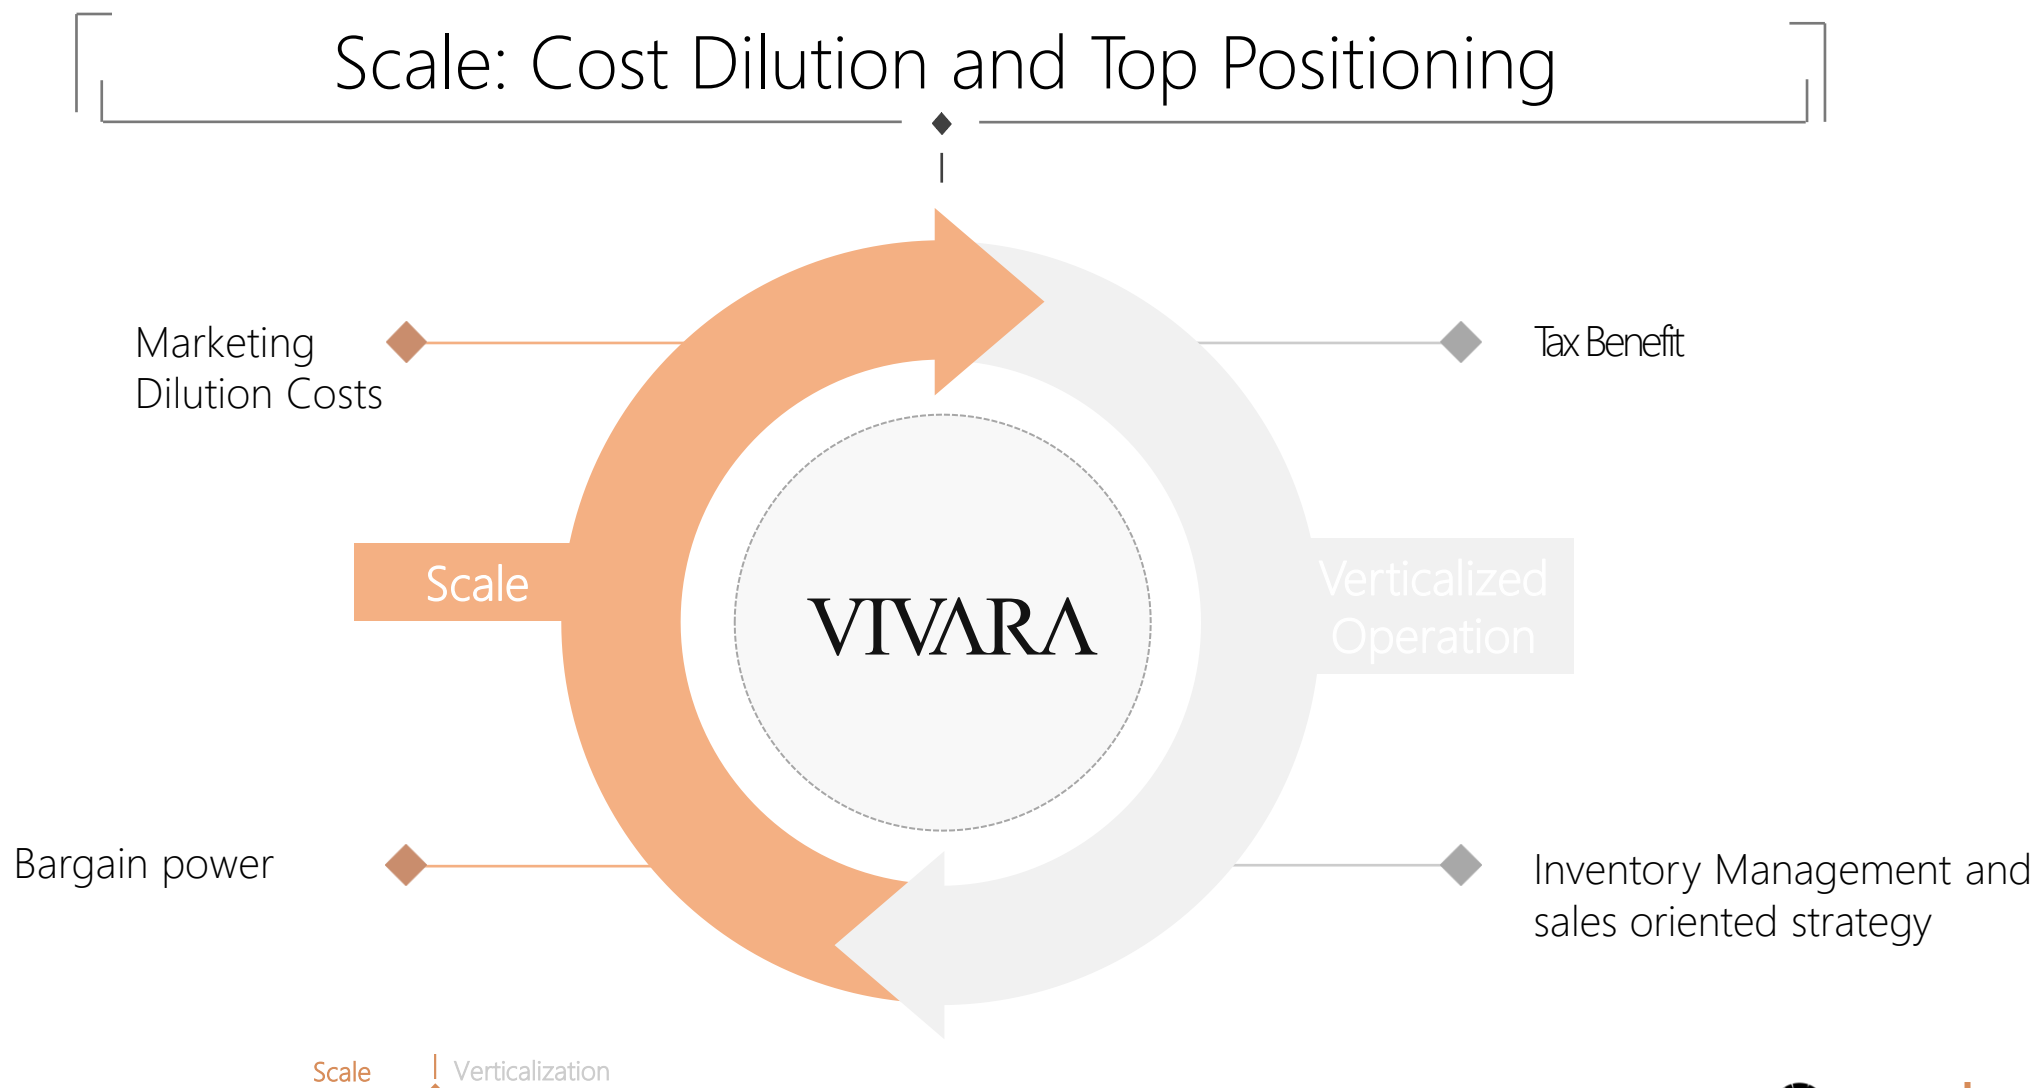 Scale: Cost Dilution and Top Positioning
Marketing
Dilution Costs
Tax Benefit
Scale
VIVARA
Verticalized
Operation
Bargain power
Inventory Management and
sales oriented strategy
Scale
Verticalization